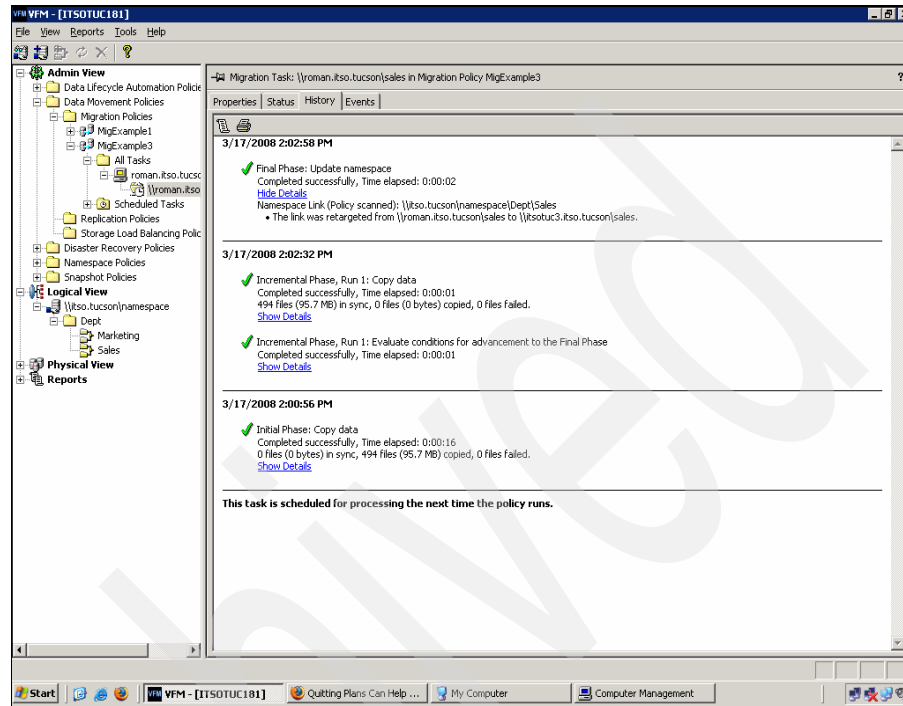 VFM VFM - [ITSOTUC181]
File View Reports Tools Help
Admin View
Data Lifecycle Automation Policie
Data Movement Policies
Migration Policies
MigExample1
MigExample3
All Tasks
roman.itso.tucsc
\\roman.itso
Scheduled Tasks
Replication Policies
Storage Load Balancing Polic
Disaster Recovery Policies
Namespace Policies
Snapshot Policies
Logical View
\\itso.tucson\namespace
Dept
Marketing
Sales
Physical View
Reports
Migration Task: \\roman.itso.tucson\sales in Migration Policy MigExample3 ?
Properties Status History Events
3/17/2008 2:02:58 PM
Final Phase: Update namespace
Completed successfully, Time elapsed: 0:00:02
Hide Details
Namespace Link (Policy scanned): \\itso.tucson\namespace\Dept\Sales
• The link was retargeted from \\roman.itso.tucson\sales to \\itsotuc3.itso.tucson\sales.
3/17/2008 2:02:32 PM
Incremental Phase, Run 1: Copy data
Completed successfully, Time elapsed: 0:00:01
494 files (95.7 MB) in sync, 0 files (0 bytes) copied, 0 files failed.
Show Details
Incremental Phase, Run 1: Evaluate conditions for advancement to the Final Phase
Completed successfully, Time elapsed: 0:00:01
Show Details
3/17/2008 2:00:56 PM
Initial Phase: Copy data
Completed successfully, Time elapsed: 0:00:16
0 files (0 bytes) in sync, 494 files (95.7 MB) copied, 0 files failed.
Show Details
This task is scheduled for processing the next time the policy runs.
Start VFM VFM - [ITSOTUC181] Quitting Plans Can Help ... My Computer Computer Management
hived